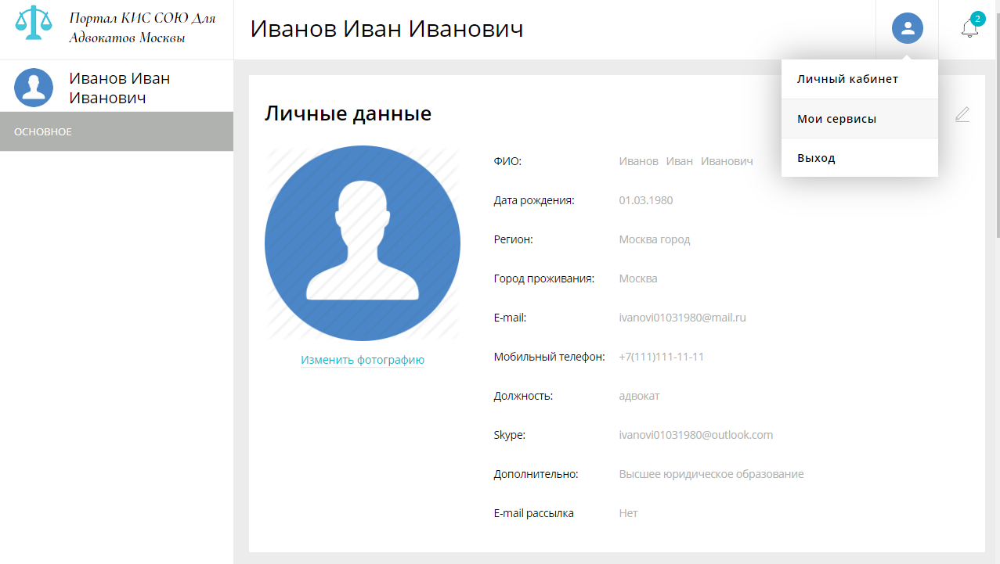 Портал КИС СОЮ Для
Адвокатов Москвы
Иванов Иван
Иванович
ОСНОВНОЕ
Иванов Иван Иванович
2
Личный кабинет
Мои сервисы
Выход
Личные данные
Изменить фотографию
ФИО: Иванов Иван Иванович
Дата рождения: 01.03.1980
Регион: Москва город
Город проживания: Москва
E-mail: ivanovi01031980@mail.ru
Мобильный телефон: +7(111)111-11-11
Должность: адвокат
Skype: ivanovi01031980@outlook.com
Дополнительно: Высшее юридическое образование
E-mail рассылка Нет